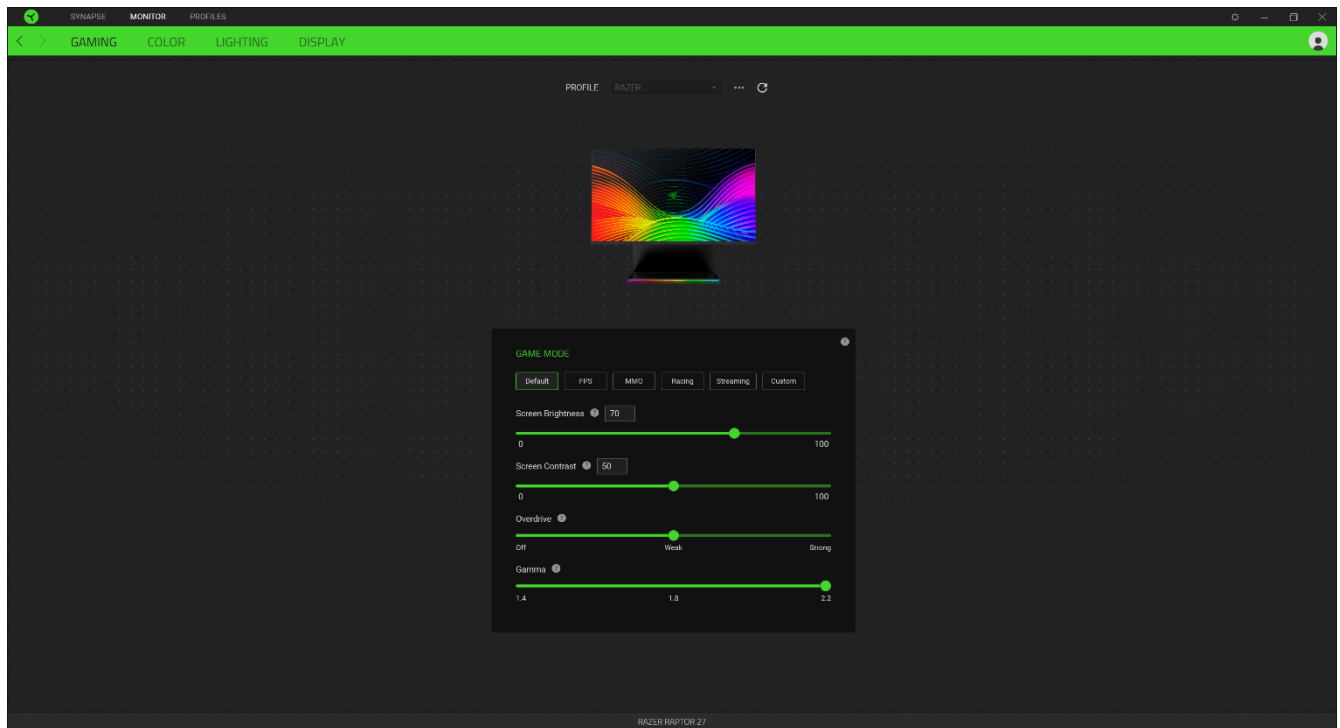 SYNAPSE MONITOR PROFILES
GAMING COLOR LIGHTING DISPLAY
PROFILE RAZER
GAME MODE
Default FPS MMO Racing Streaming Custom
Screen Brightness ? 70
0 100
Screen Contrast ? 50
0 100
Overdrive ?
Off Weak Strong
Gamma ?
1.4 1.8 2.2
RAZER RAPTOR 27